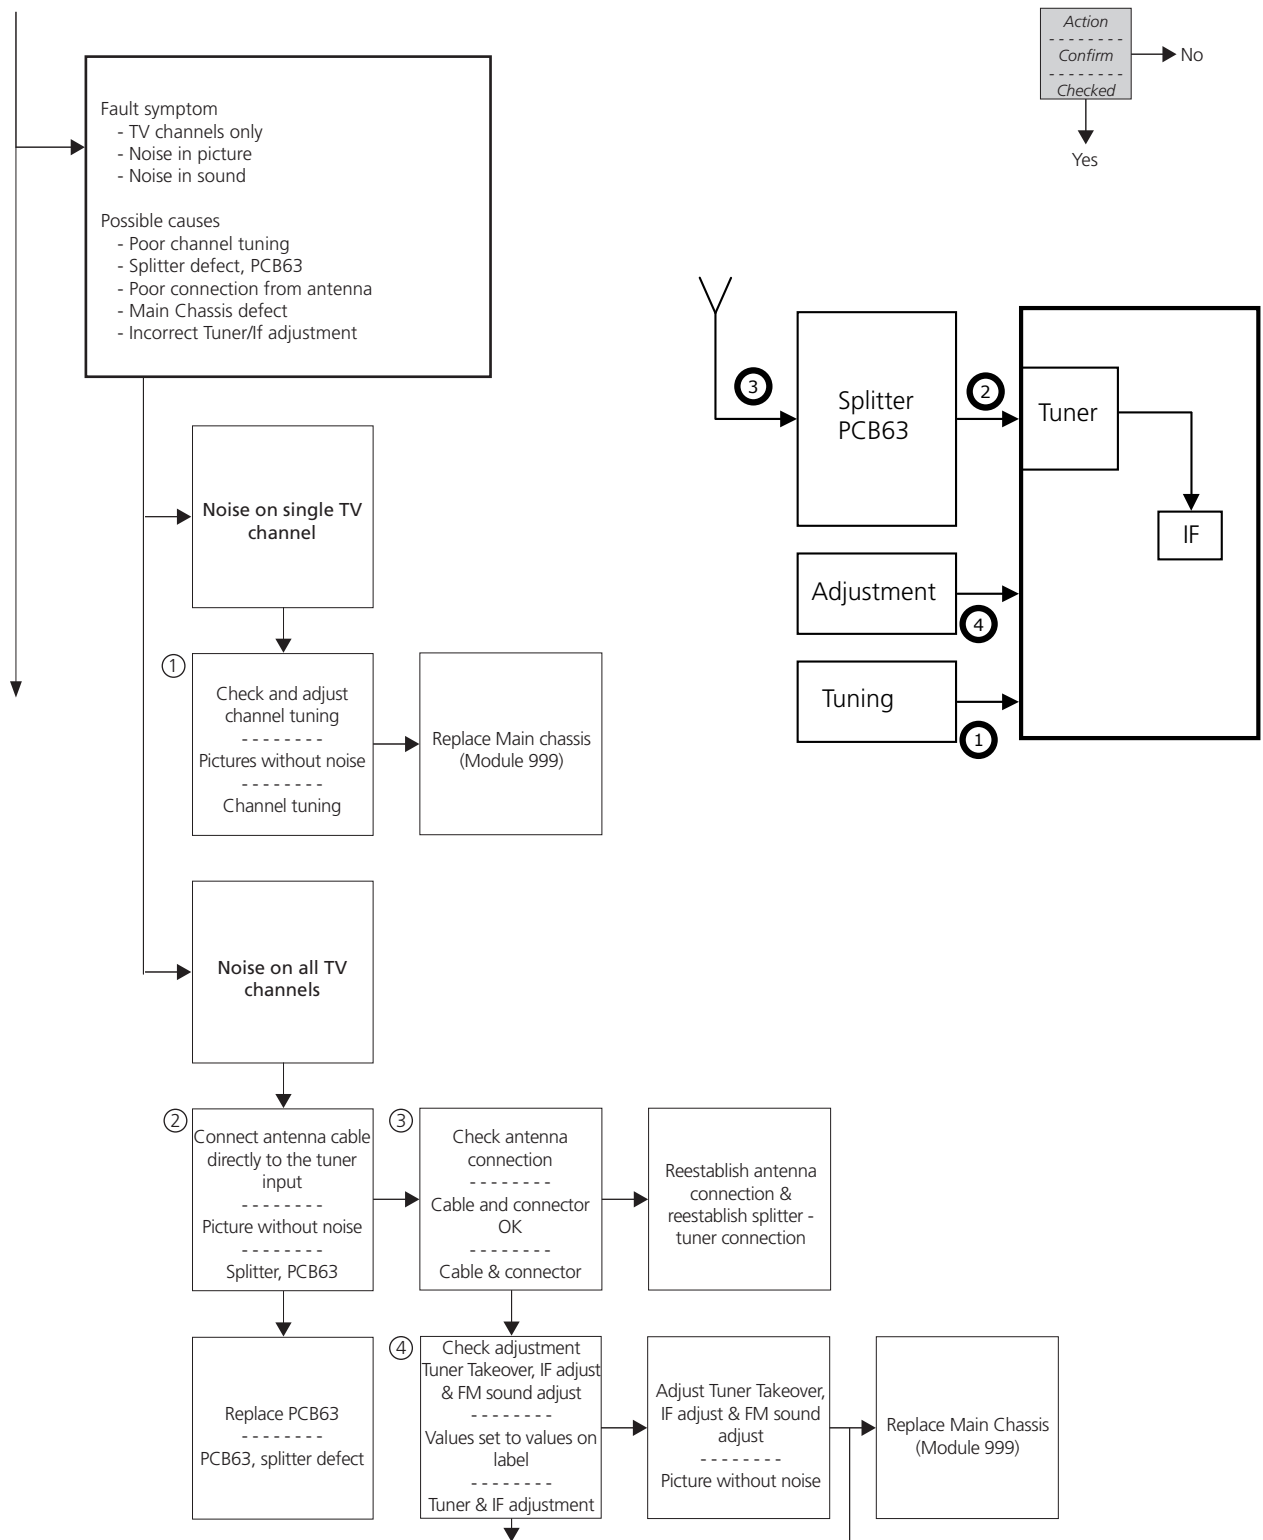 Action
- - - - - - - -
Confirm
- - - - - - - -
Checked
No
Yes
Fault symptom
- TV channels only
- Noise in picture
- Noise in sound
Possible causes
- Poor channel tuning
- Splitter defect, PCB63
- Poor connection from antenna
- Main Chassis defect
- Incorrect Tuner/If adjustment
3
Splitter
PCB63
2
Tuner
IF
Adjustment
4
Tuning
1
Noise on single TV
channel
1
Check and adjust
channel tuning
- - - - - - - -
Pictures without noise
- - - - - - - -
Channel tuning
Replace Main chassis
(Module 999)
Noise on all TV
channels
2
Connect antenna cable
directly to the tuner
input
- - - - - - - -
Picture without noise
- - - - - - - -
Splitter, PCB63
3
Check antenna
connection
- - - - - - - -
Cable and connector
OK
- - - - - - - -
Cable & connector
Reestablish antenna
connection &
reestablish splitter -
tuner connection
Replace PCB63
- - - - - - - -
PCB63, splitter defect
4
Check adjustment
Tuner Takeover, IF adjust
& FM sound adjust
- - - - - - - -
Values set to values on
label
- - - - - - - -
Tuner & IF adjustment
Adjust Tuner Takeover,
IF adjust & FM sound
adjust
- - - - - - - -
Picture without noise
Replace Main Chassis
(Module 999)